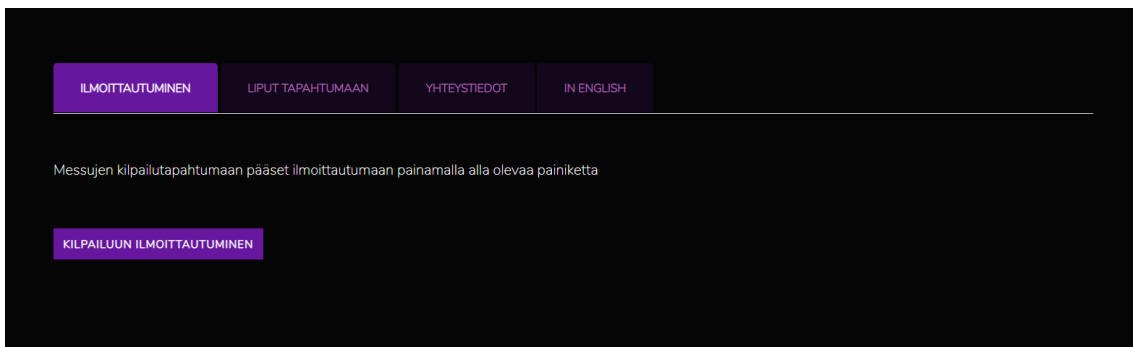 ILMOITTAUTUMINEN LIPUT TAPAHTUMAAN YHTEYSTIEDOT IN ENGLISH
Messujen kilpailutapahtumaan pääset ilmoittautumaan painamalla alla olevaa painiketta
KILPAILUUN ILMOITTAUTUMINEN